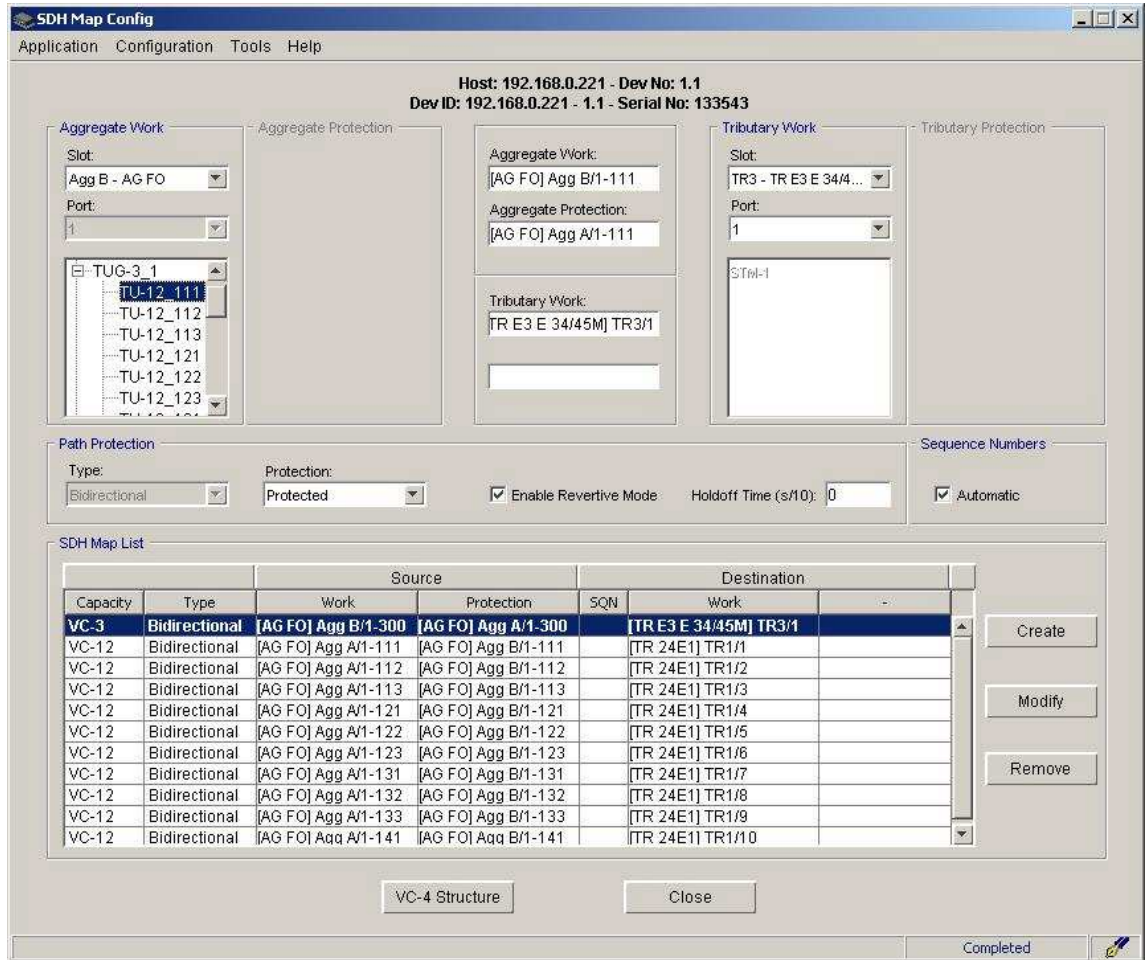 SDH Map Config
Application Configuration Tools Help
Host: 192.168.0.221 - Dev No: 1.1
Dev ID: 192.168.0.221 - 1.1 - Serial No: 133543
Aggregate Work
Slot:
Agg B - AG FO
Port:
1
TUG-3_1
TU-12_111
TU-12_112
TU-12_113
TU-12_121
TU-12_122
TU-12_123
Aggregate Protection
Aggregate Work:
[AG FO] Agg B/1-111
Aggregate Protection:
[AG FO] Agg A/1-111
Tributary Work:
TR E3 E 34/45M] TR3/1
Tributary Work
Slot:
TR3 - TR E3 E 34/4...
Port:
1
STM-1
Tributary Protection
Path Protection
Type:
Bidirectional
Protection:
Protected
Enable Revertive Mode
Holdoff Time (s/10): 0
Sequence Numbers
Automatic
SDH Map List
Source Destination
Capacity Type Work Protection SQN Work -
VC-3 Bidirectional [AG FO] Agg B/1-300 [AG FO] Agg A/1-300 [TR E3 E 34/45M] TR3/1
VC-12 Bidirectional [AG FO] Agg A/1-111 [AG FO] Agg B/1-111 [TR 24E1] TR1/1
VC-12 Bidirectional [AG FO] Agg A/1-112 [AG FO] Agg B/1-112 [TR 24E1] TR1/2
VC-12 Bidirectional [AG FO] Agg A/1-113 [AG FO] Agg B/1-113 [TR 24E1] TR1/3
VC-12 Bidirectional [AG FO] Agg A/1-121 [AG FO] Agg B/1-121 [TR 24E1] TR1/4
VC-12 Bidirectional [AG FO] Agg A/1-122 [AG FO] Agg B/1-122 [TR 24E1] TR1/5
VC-12 Bidirectional [AG FO] Agg A/1-123 [AG FO] Agg B/1-123 [TR 24E1] TR1/6
VC-12 Bidirectional [AG FO] Agg A/1-131 [AG FO] Agg B/1-131 [TR 24E1] TR1/7
VC-12 Bidirectional [AG FO] Agg A/1-132 [AG FO] Agg B/1-132 [TR 24E1] TR1/8
VC-12 Bidirectional [AG FO] Agg A/1-133 [AG FO] Agg B/1-133 [TR 24E1] TR1/9
VC-12 Bidirectional [AG FO] Agg A/1-141 [AG FO] Agg B/1-141 [TR 24E1] TR1/10
Create
Modify
Remove
VC-4 Structure
Close
Completed